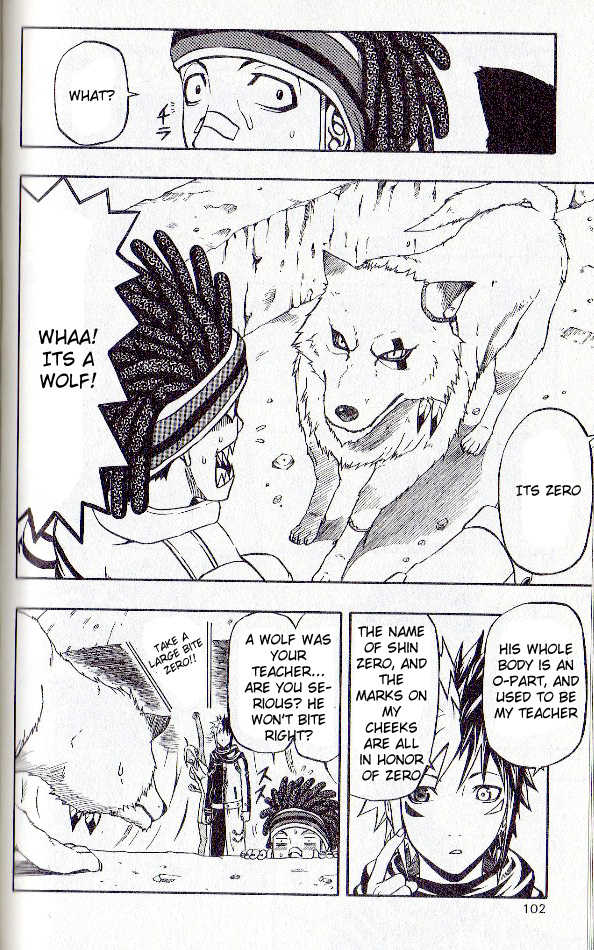 WHAT?
WHAA!
ITS A
WOLF!
ITS ZERO
HIS WHOLE
BODY IS AN
O-PART, AND
USED TO BE
MY TEACHER
THE NAME
OF SHIN
ZERO, AND
THE
MARKS ON
MY
CHEEKS
ARE ALL
IN HONOR
OF ZERO
A WOLF WAS
YOUR
TEACHER...
ARE YOU SE-
RIOUS? HE
WON'T BITE
RIGHT?
TAKE A
LARGE BITE
ZERO!!
102